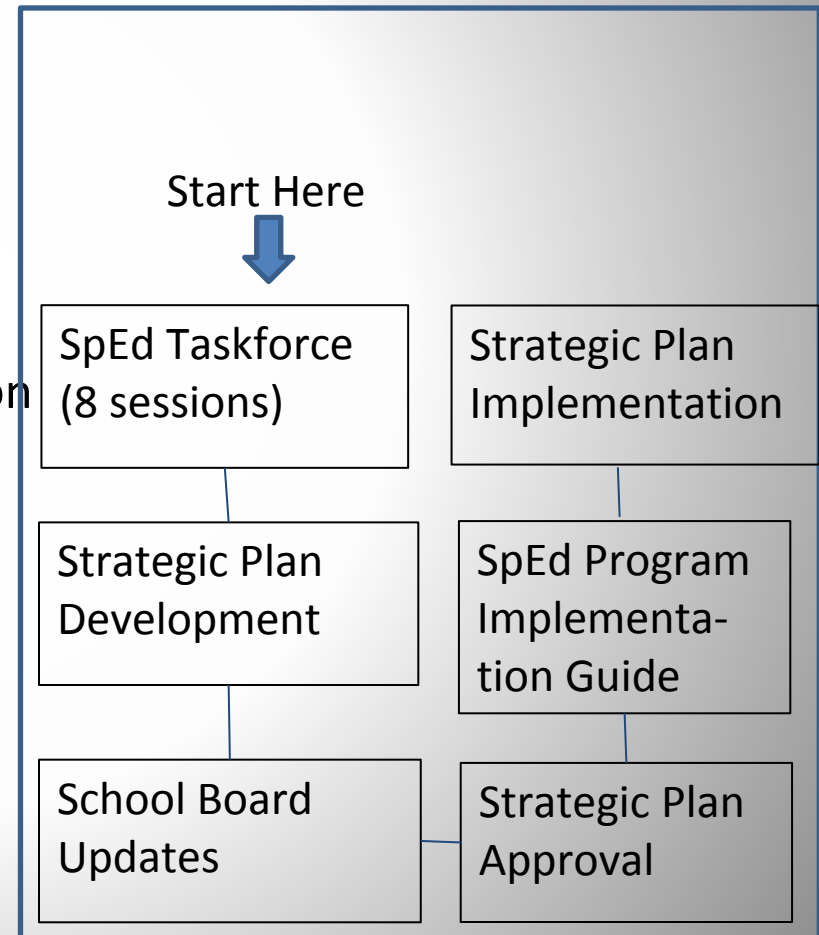 Start Here
SpEd Taskforce
(8 sessions)
on
Strategic Plan
Development
School Board
Updates
Strategic Plan
Approval
SpEd Program
Implementa-
tion Guide
Strategic Plan
Implementation